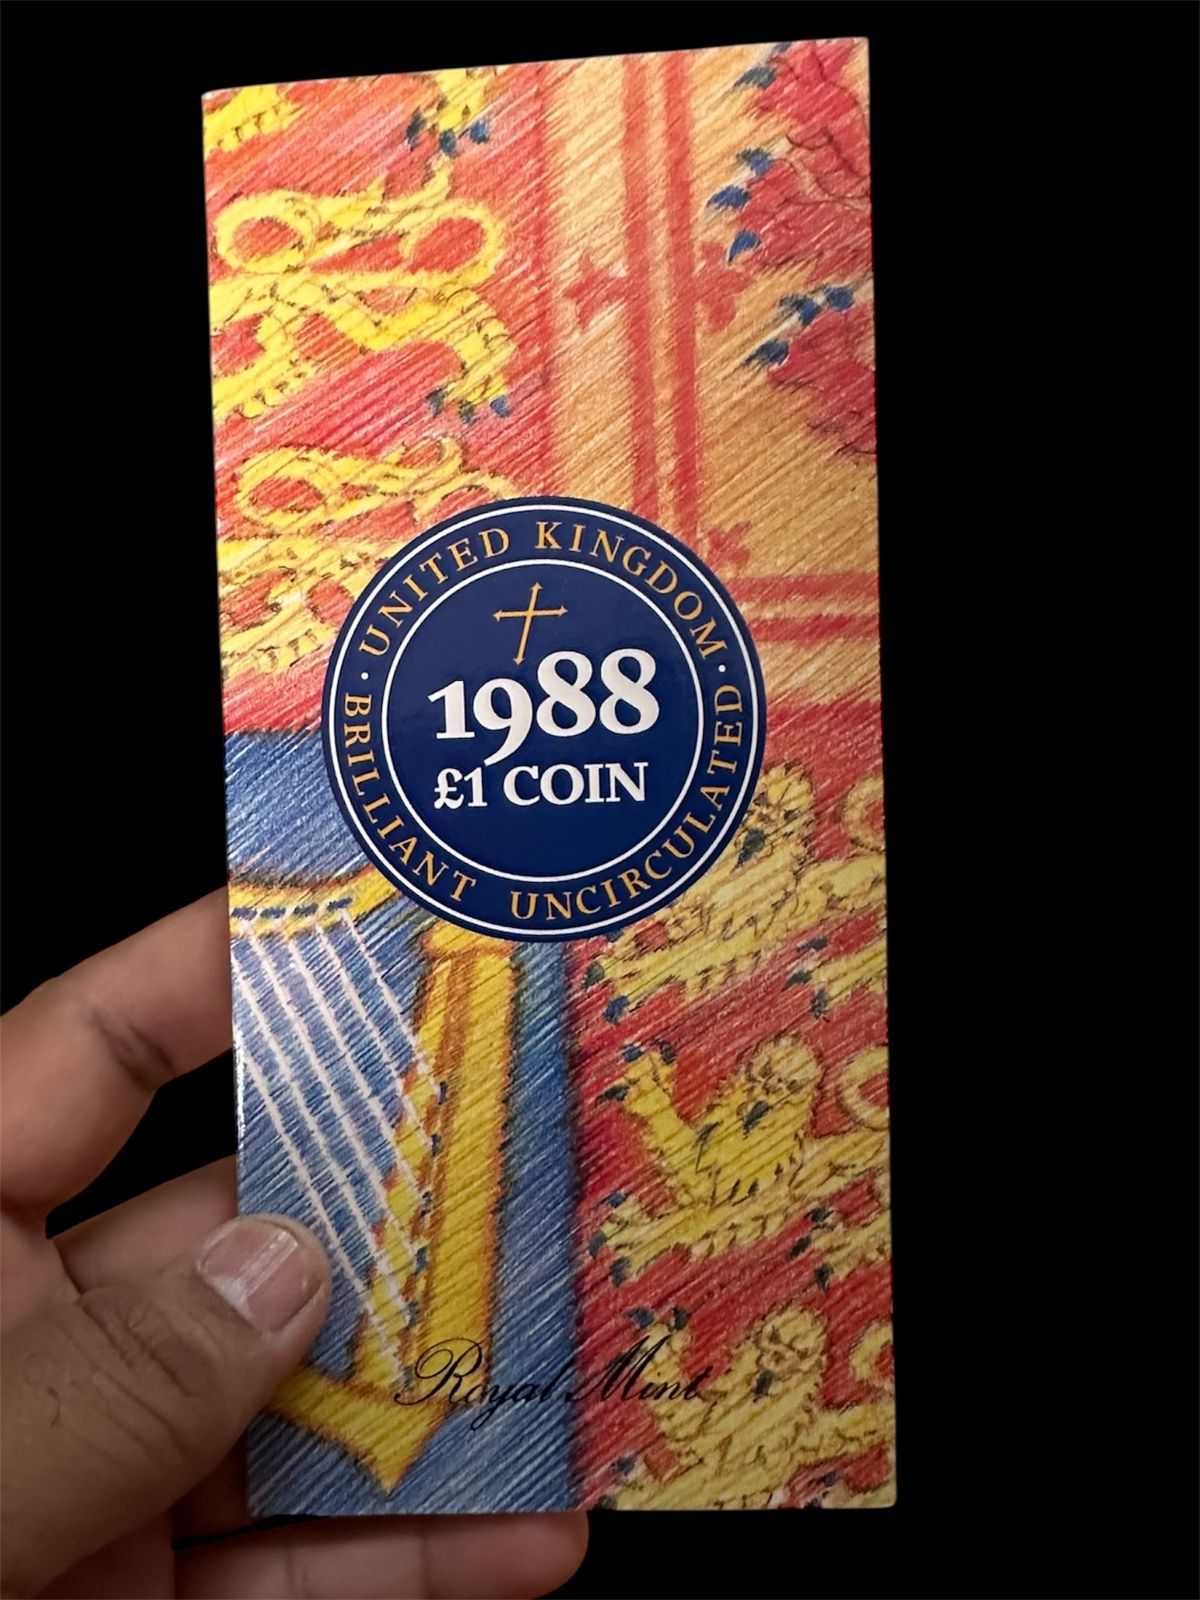 · UNITED KINGDOM ·
1988
£1 COIN
BRILLIANT UNCIRCULATED
Royal Mint